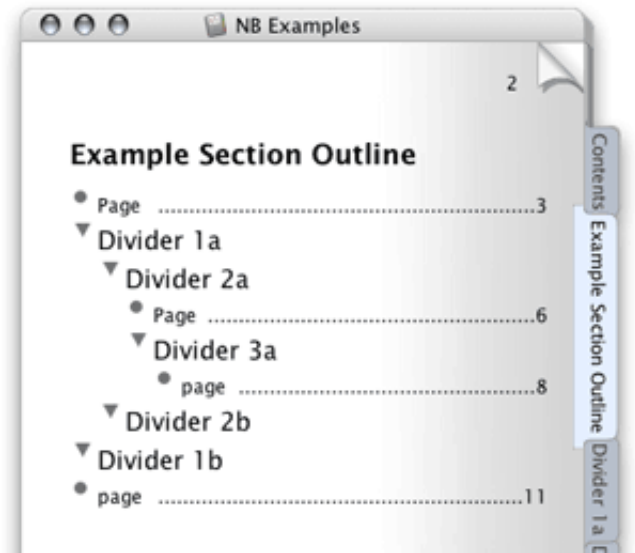 NB Examples
2
Example Section Outline
Page ........................................................3
Divider 1a
Divider 2a
Page .................................................6
Divider 3a
page ............................................8
Divider 2b
Divider 1b
page ......................................................11
Contents
Example Section Outline
Divider 1a